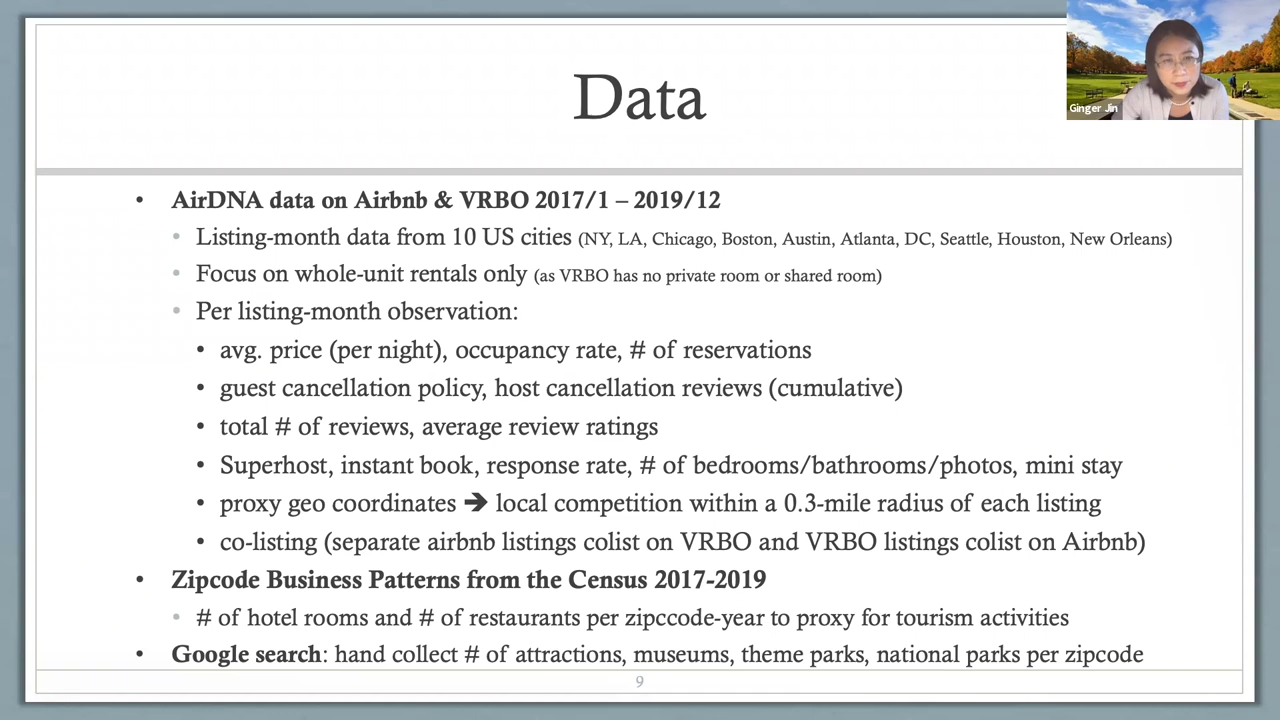 Ginger Jin
Data
• AirDNA data on Airbnb & VRBO 2017/1 – 2019/12
• Listing-month data from 10 US cities (NY, LA, Chicago, Boston, Austin, Atlanta, DC, Seattle, Houston, New Orleans)
• Focus on whole-unit rentals only (as VRBO has no private room or shared room)
• Per listing-month observation:
• avg. price (per night), occupancy rate, # of reservations
• guest cancellation policy, host cancellation reviews (cumulative)
• total # of reviews, average review ratings
• Superhost, instant book, response rate, # of bedrooms/bathrooms/photos, mini stay
• proxy geo coordinates ➔ local competition within a 0.3-mile radius of each listing
• co-listing (separate airbnb listings colist on VRBO and VRBO listings colist on Airbnb)
• Zipcode Business Patterns from the Census 2017-2019
• # of hotel rooms and # of restaurants per zipccode-year to proxy for tourism activities
• Google search: hand collect # of attractions, museums, theme parks, national parks per zipcode
9